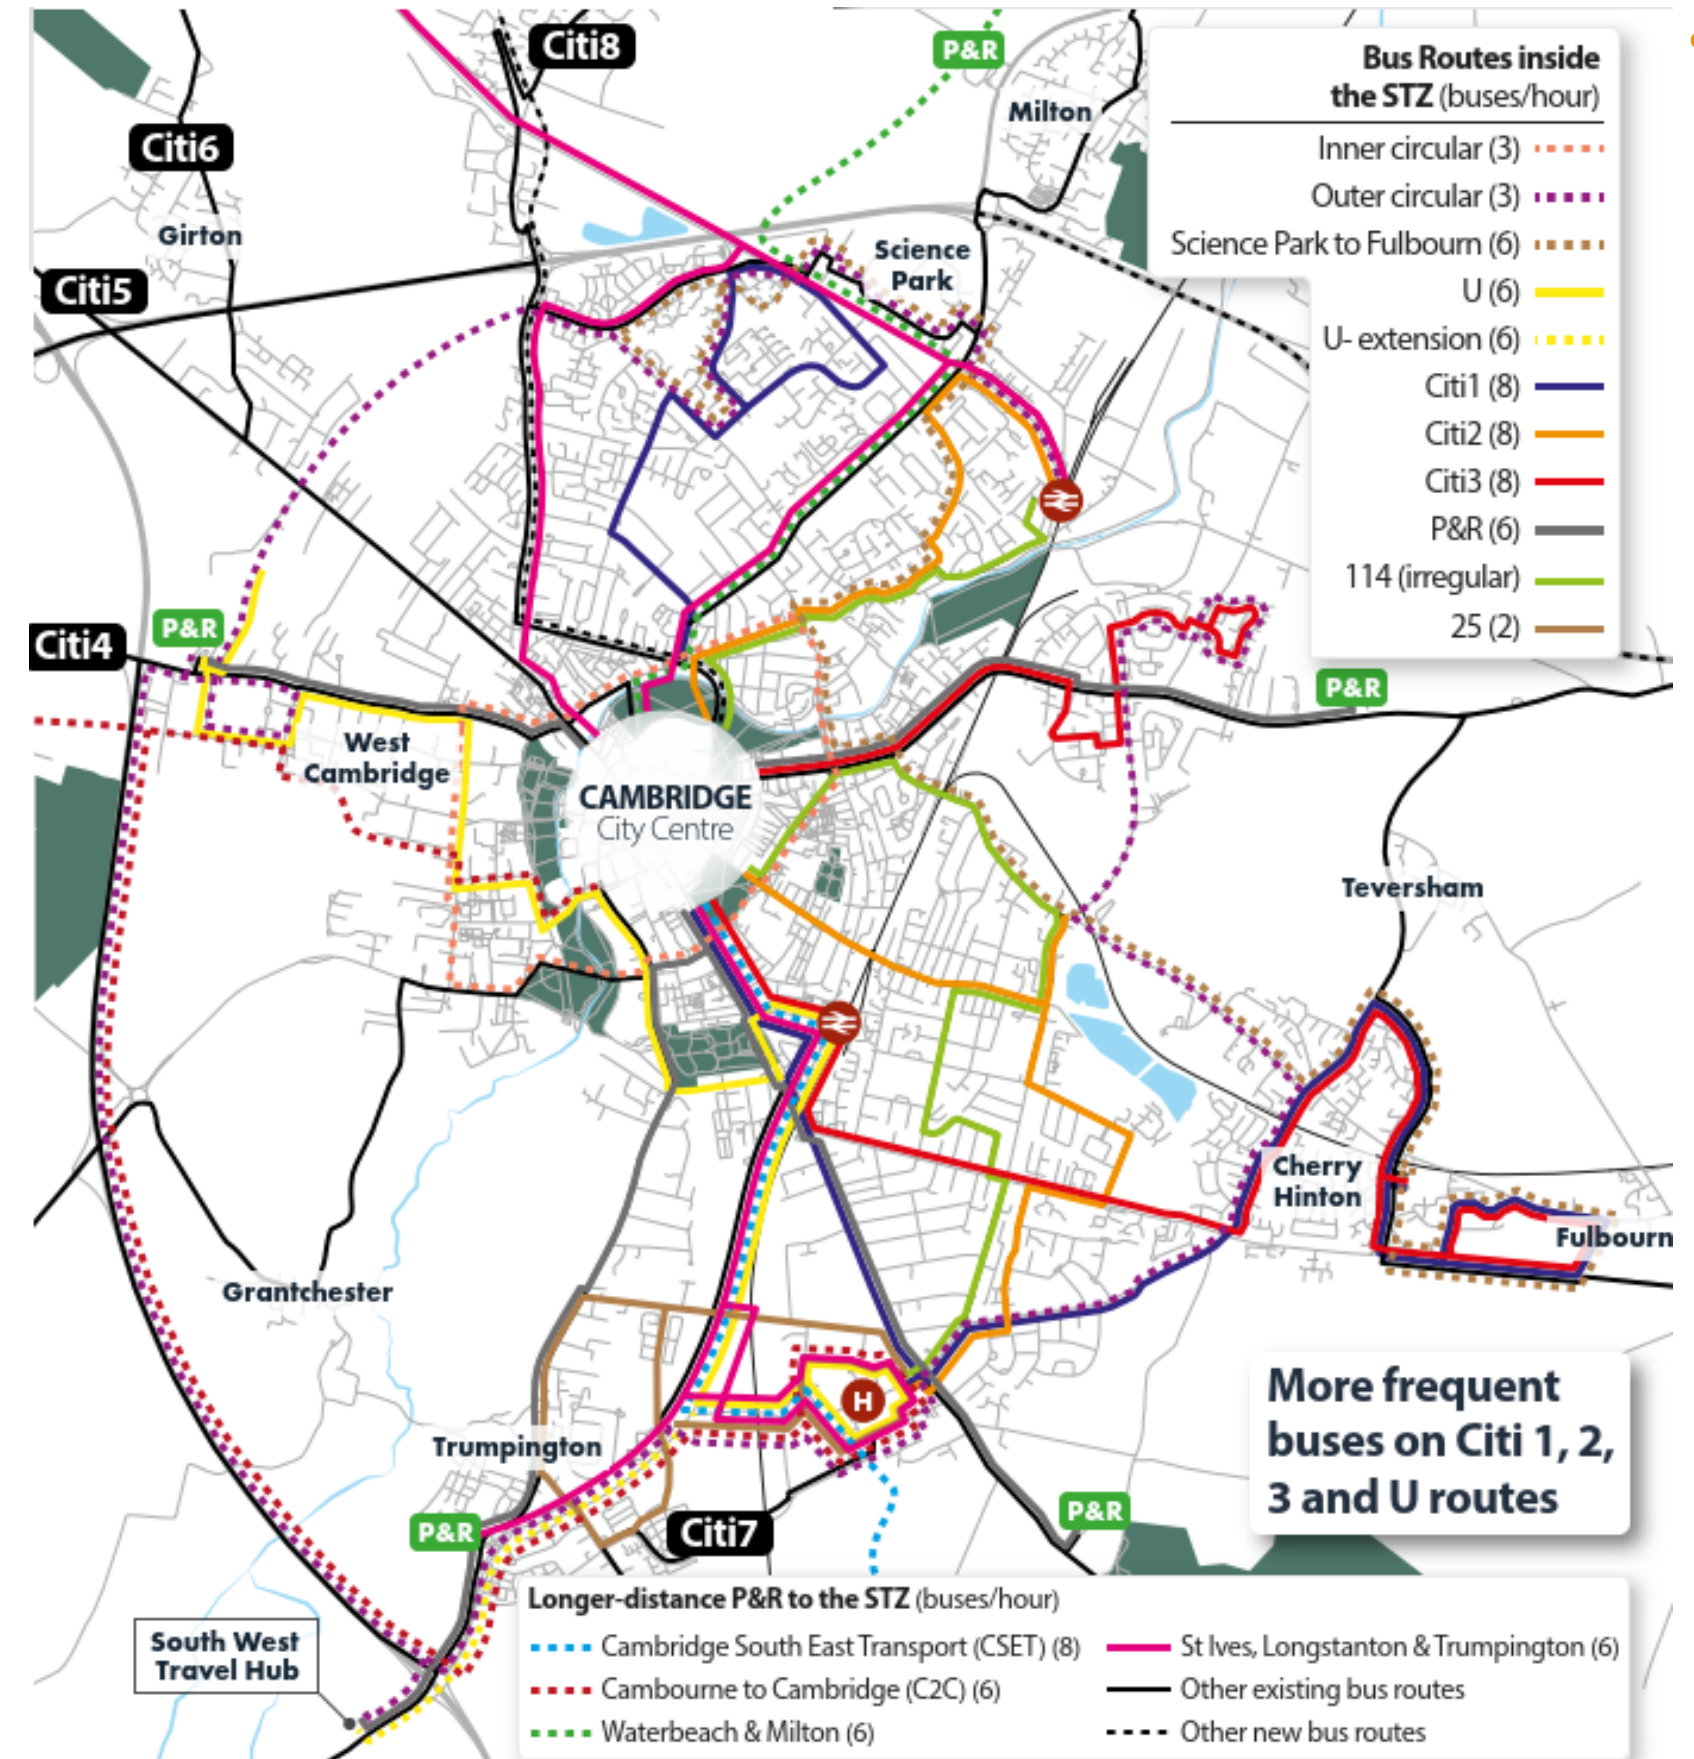 Citi8
P&R
Milton
Citi6
Girton
Citi5
Science
Park
Bus Routes inside
the STZ (buses/hour)
Inner circular (3)
Outer circular (3)
Science Park to Fulbourn (6)
U (6)
U- extension (6)
Citi1 (8)
Citi2 (8)
Citi3 (8)
P&R (6)
114 (irregular)
25 (2)
P&R
Citi4
P&R
West
Cambridge
CAMBRIDGE
City Centre
Teversham
Cherry
Hinton
Fulbourn
Grantchester
H
Trumpington
P&R
Citi7
P&R
More frequent
buses on Citi 1, 2,
3 and U routes
South West
Travel Hub
Longer-distance P&R to the STZ (buses/hour)
Cambridge South East Transport (CSET) (8)
Cambourne to Cambridge (C2C) (6)
Waterbeach & Milton (6)
St Ives, Longstanton & Trumpington (6)
Other existing bus routes
Other new bus routes